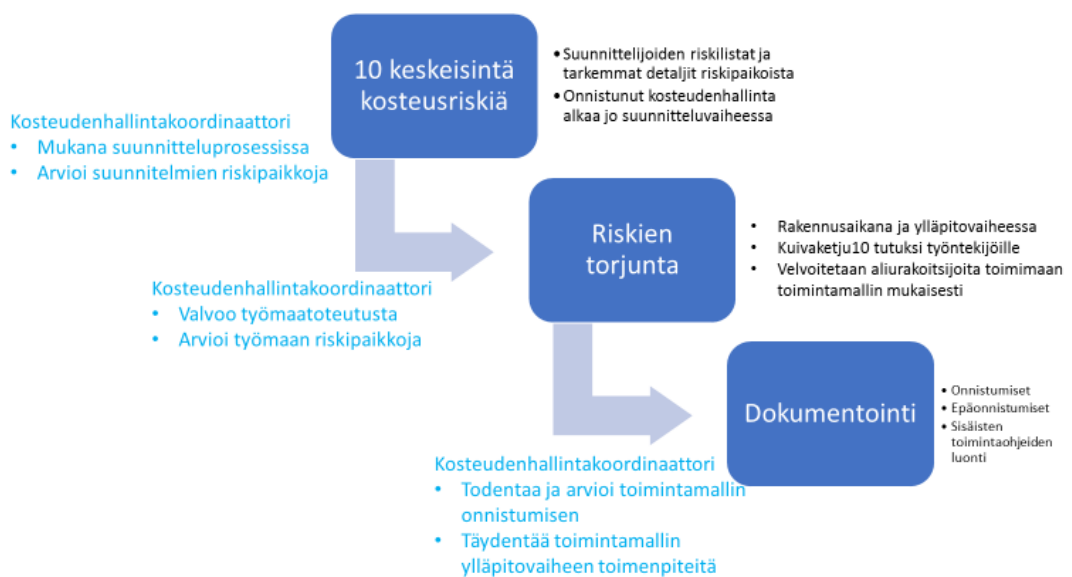 10 keskeisintä
kosteusriskiä
• Suunnittelijoiden riskilistat ja
tarkemmat detaljit riskipaikoista
• Onnistunut kosteudenhallinta
alkaa jo suunnitteluvaiheessa
Kosteudenhallintakoordinaattori
• Mukana suunnitteluprosessissa
• Arvioi suunnitelmien riskipaikkoja
Riskien
torjunta
• Rakennusaikana ja ylläpitovaiheessa
• Kuivaketju10 tutuksi työntekijöille
• Velvoitetaan aliurakoitsijoita toimimaan
toimintamallin mukaisesti
Kosteudenhallintakoordinaattori
• Valvoo työmaatoteutusta
• Arvioi työmaan riskipaikkoja
Dokumentointi
• Onnistumiset
• Epäonnistumiset
• Sisäisten
toimintaohjeiden
luonti
Kosteudenhallintakoordinaattori
• Todentaa ja arvioi toimintamallin
onnistumisen
• Täydentää toimintamallin
ylläpitovaiheen toimenpiteitä